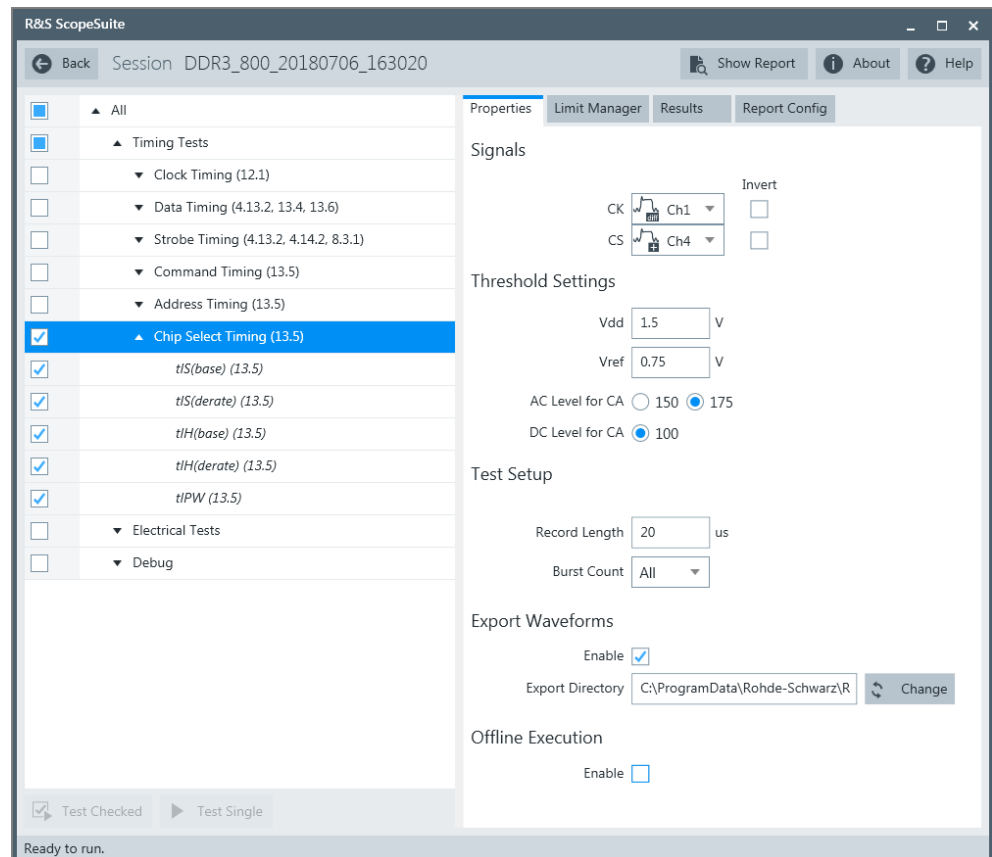 R&S ScopeSuite
Back Session DDR3_800_20180706_163020 Show Report About Help
All
Timing Tests
Clock Timing (12.1)
Data Timing (4.13.2, 13.4, 13.6)
Strobe Timing (4.13.2, 4.14.2, 8.3.1)
Command Timing (13.5)
Address Timing (13.5)
Chip Select Timing (13.5)
tIS(base) (13.5)
tIS(derate) (13.5)
tIH(base) (13.5)
tIH(derate) (13.5)
tIPW (13.5)
Electrical Tests
Debug
Test Checked Test Single
Ready to run.
Properties Limit Manager Results Report Config
Signals
Invert
CK Ch1
CS Ch4
Threshold Settings
Vdd 1.5 V
Vref 0.75 V
AC Level for CA 150 175
DC Level for CA 100
Test Setup
Record Length 20 us
Burst Count All
Export Waveforms
Enable
Export Directory C:\ProgramData\Rohde-Schwarz\R Change
Offline Execution
Enable